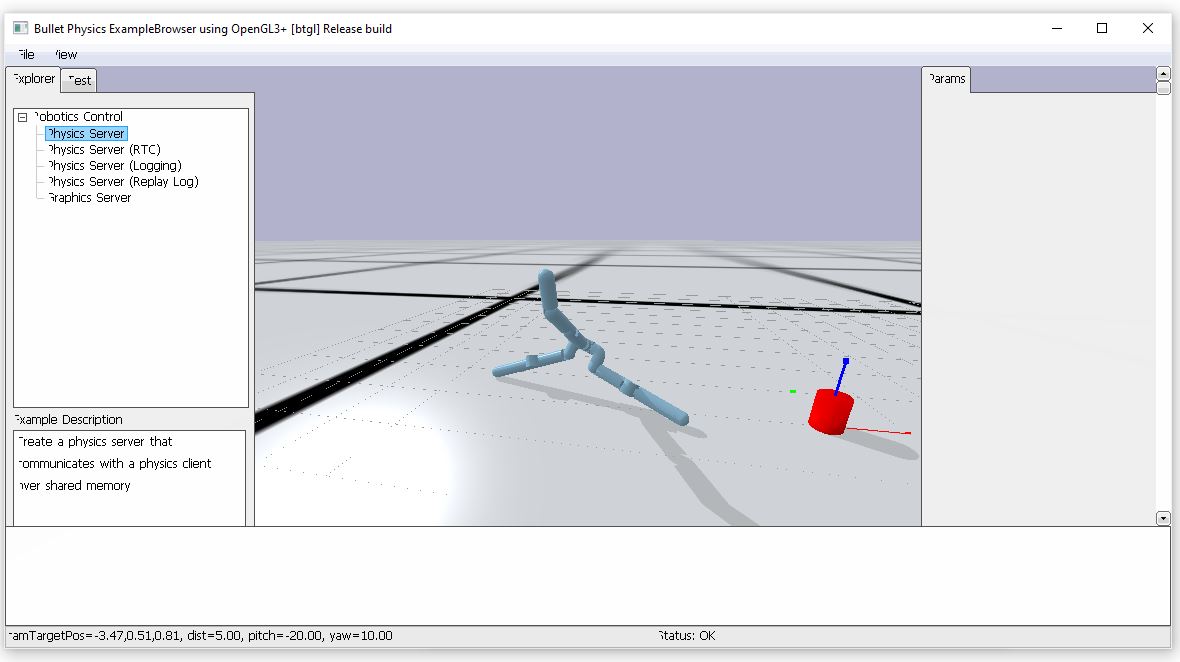 Bullet Physics ExampleBrowser using OpenGL3+ [btgl] Release build
File View
Explorer Test
Params
Robotics Control
Physics Server
Physics Server (RTC)
Physics Server (Logging)
Physics Server (Replay Log)
Graphics Server
Example Description
Create a physics server that
communicates with a physics client
over shared memory
camTargetPos=-3.47,0.51,0.81, dist=5.00, pitch=-20.00, yaw=10.00
Status: OK